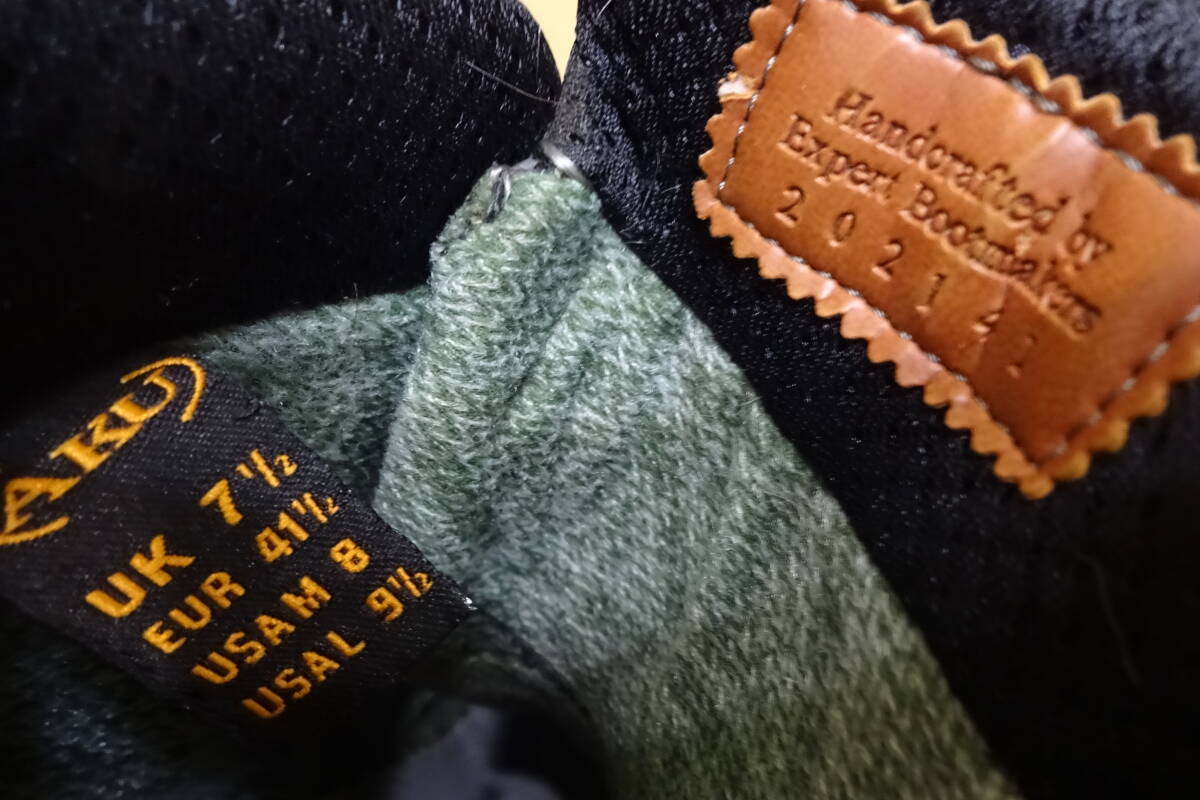 AKU
UK 7½
EUR 41½
USAM 8
USAL 9½
Handcrafted by
Expert Bootmakers
2 0 2 1 4 1